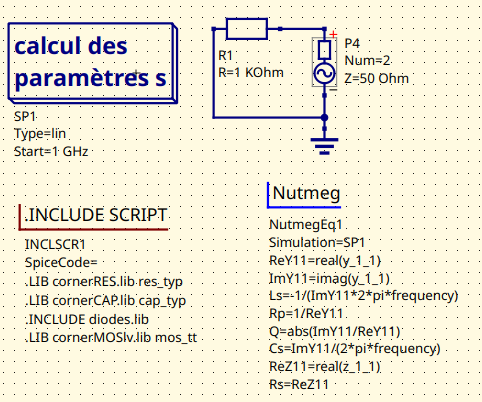 calcul des
paramètres s
SP1
Type=lin
Start=1 GHz
R1
R=1 KOhm
+
P4
Num=2
Z=50 Ohm
−
.INCLUDE SCRIPT
INCLSCR1
SpiceCode=
.LIB cornerRES.lib res_typ
.LIB cornerCAP.lib cap_typ
.INCLUDE diodes.lib
.LIB cornerMOSlv.lib mos_tt
Nutmeg
NutmegEq1
Simulation=SP1
ReY11=real(y_1_1)
ImY11=imag(y_1_1)
Ls=-1/(ImY11*2*pi*frequency)
Rp=1/ReY11
Q=abs(ImY11/ReY11)
Cs=ImY11/(2*pi*frequency)
ReZ11=real(z_1_1)
Rs=ReZ11